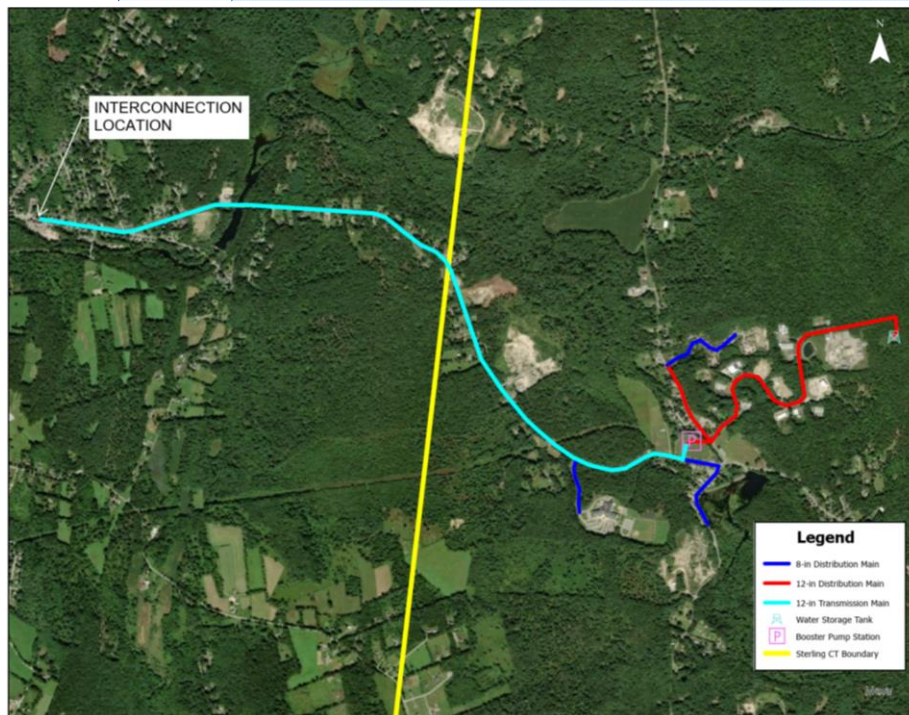 N
INTERCONNECTION
LOCATION
P
Legend
8-in Distribution Main
12-in Distribution Main
12-in Transmission Main
Water Storage Tank
P
Booster Pump Station
Sterling CT Boundary